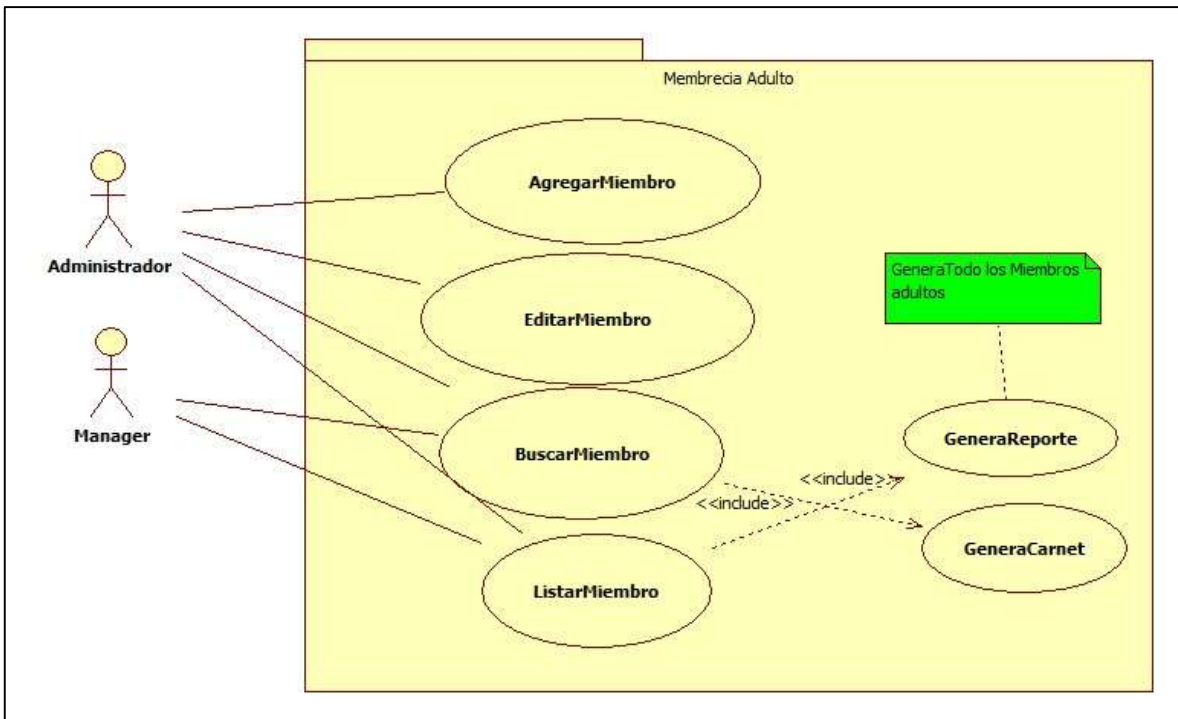 Membrecia Adulto
AgregarMiembro
Administrador
GeneraTodo los Miembros
adultos
EditarMiembro
Manager
BuscarMiembro
GeneraReporte
<<include>>
<<include>>
GeneraCarnet
ListarMiembro